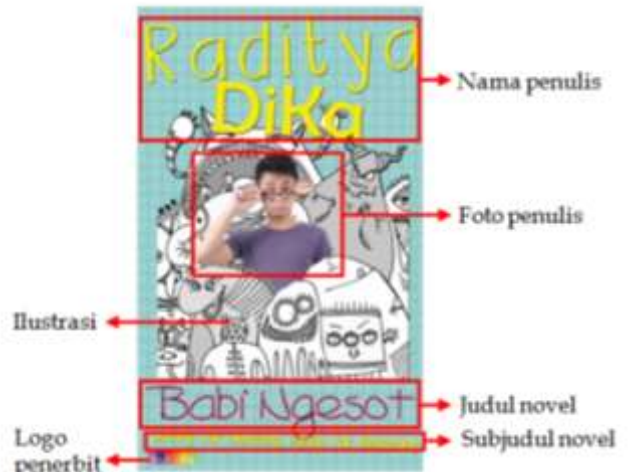 Raditya
Dika
Nama penulis
Foto penulis
Ilustrasi
Babi Ngesot
Judul novel
Subjudul novel
Logo
penerbit